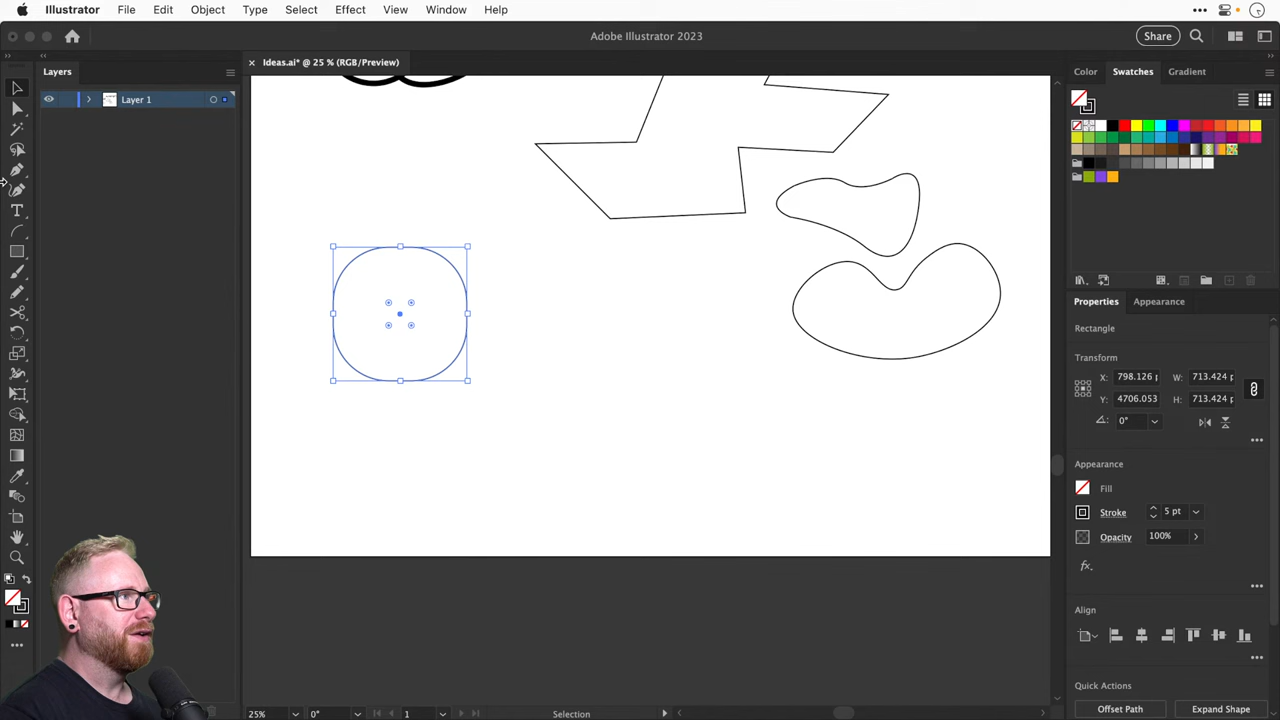 Illustrator File Edit Object Type Select Effect View Window Help
Adobe Illustrator 2023
Share
Layers
× Ideas.ai* @ 25 % (RGB/Preview)
Color Swatches Gradient
Layer 1
Properties Appearance
Rectangle
Transform
X: 798.126 p W: 713.424 p
Y: 4706.053 H: 713.424 p
0°
Appearance
Fill
Stroke 5 pt
Opacity 100%
fx.
Align
Quick Actions
Offset Path Expand Shape
25% 0° 1 Selection